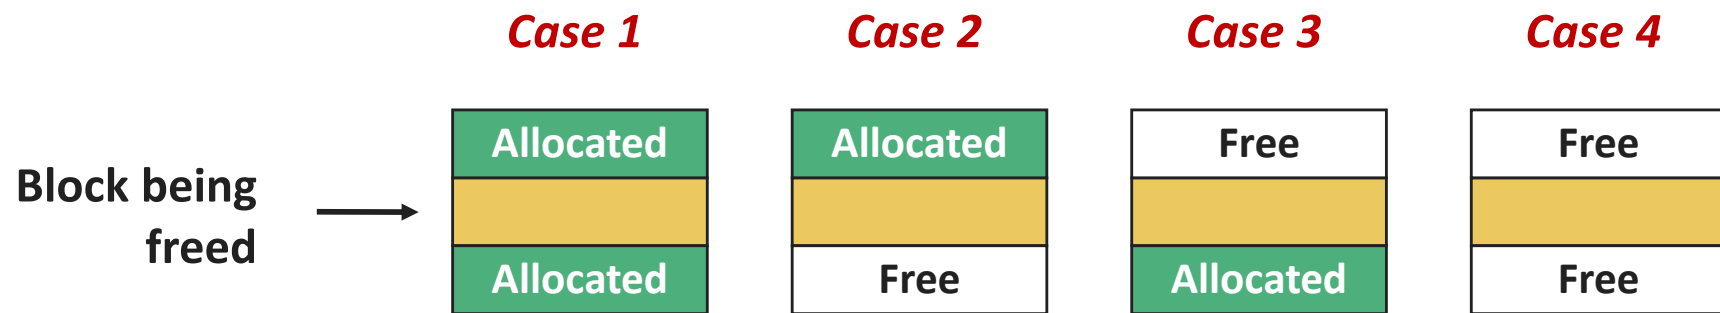 Case 1 Case 2 Case 3 Case 4
Allocated Allocated Free Free
Block being
freed
Allocated Free Allocated Free